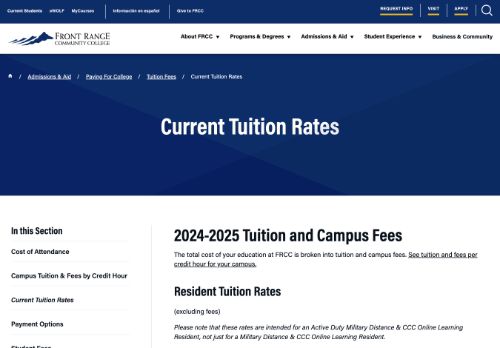 Current Students eWOLF MyCourses Información en español Give to FRCC REQUEST INFO VISIT APPLY
FRONT RANGE
COMMUNITY COLLEGE
About FRCC Programs & Degrees Admissions & Aid Student Experience Business & Community
/ Admissions & Aid / Paying For College / Tuition Fees / Current Tuition Rates
Current Tuition Rates
In this Section
Cost of Attendance
Campus Tuition & Fees by Credit Hour
Current Tuition Rates
Payment Options
Student Fees
2024-2025 Tuition and Campus Fees
The total cost of your education at FRCC is broken into tuition and campus fees. See tuition and fees per
credit hour for your campus.
Resident Tuition Rates
(excluding fees)
Please note that these rates are intended for an Active Duty Military Distance & CCC Online Learning
Resident, not just for a Military Distance & CCC Online Learning Resident.